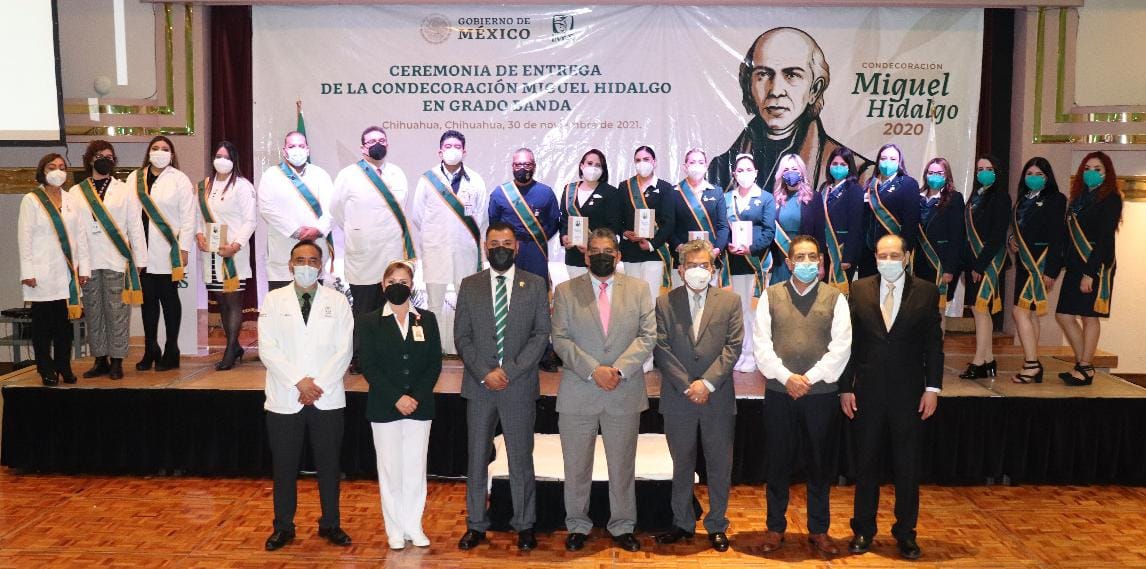 GOBIERNO DE
MÉXICO
IMSS
CEREMONIA DE ENTREGA
DE LA CONDECORACIÓN MIGUEL HIDALGO
EN GRADO BANDA
Chihuahua, Chihuahua, 30 de noviembre de 2021.
CONDECORACIÓN
Miguel
Hidalgo
2020